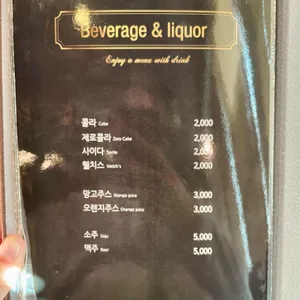 Beverage & liquor
Enjoy a menu with drink
콜라 Coke 2,000
제로콜라 Zero Coke 2,000
사이다 Sprite 2,000
웰치스 Welch's 2,000
망고주스 Mango juice 3,000
오렌지주스 Orange juice 3,000
소주 Soju 5,000
맥주 Beer 5,000